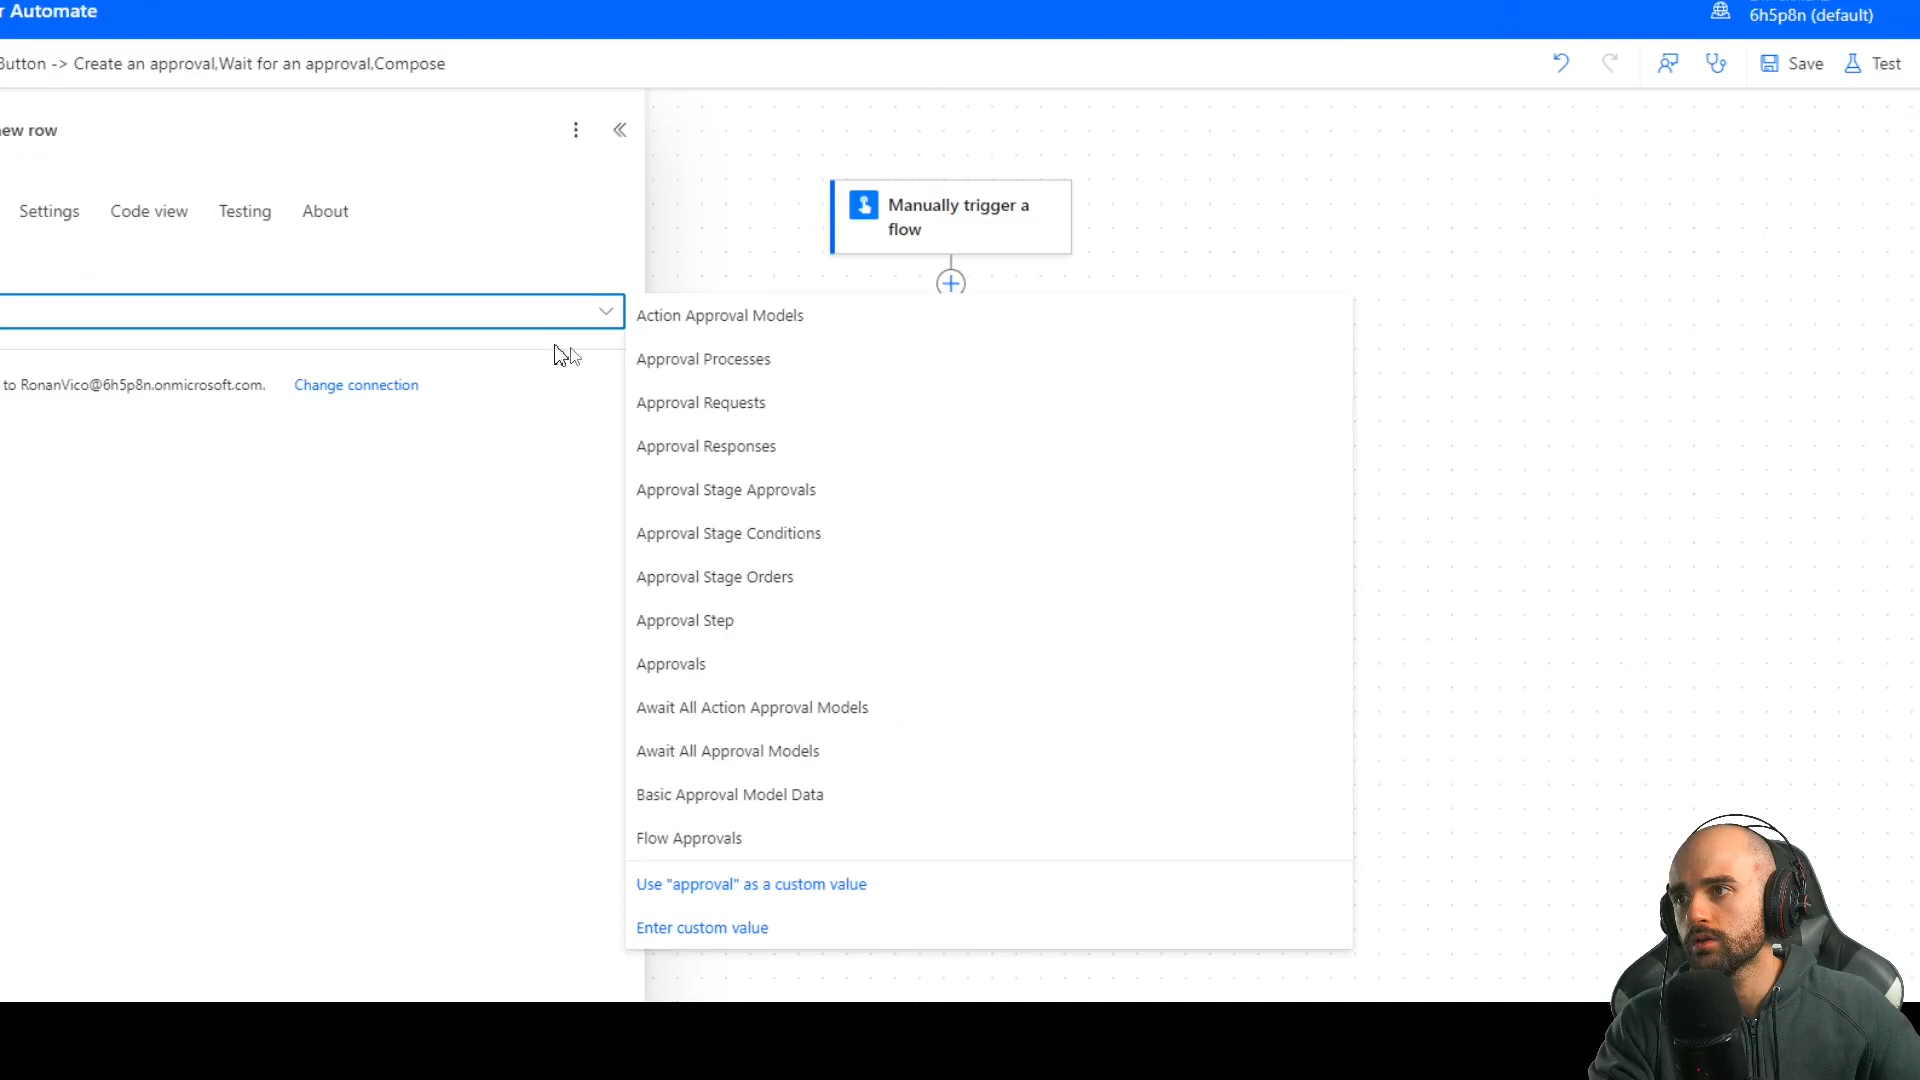 r Automate
6h5p8n (default)
Button -> Create an approval,Wait for an approval,Compose
Save
Test
new row
Settings
Code view
Testing
About
Manually trigger a
flow
to RonanVico@6h5p8n.onmicrosoft.com.
Change connection
Action Approval Models
Approval Processes
Approval Requests
Approval Responses
Approval Stage Approvals
Approval Stage Conditions
Approval Stage Orders
Approval Step
Approvals
Await All Action Approval Models
Await All Approval Models
Basic Approval Model Data
Flow Approvals
Use "approval" as a custom value
Enter custom value